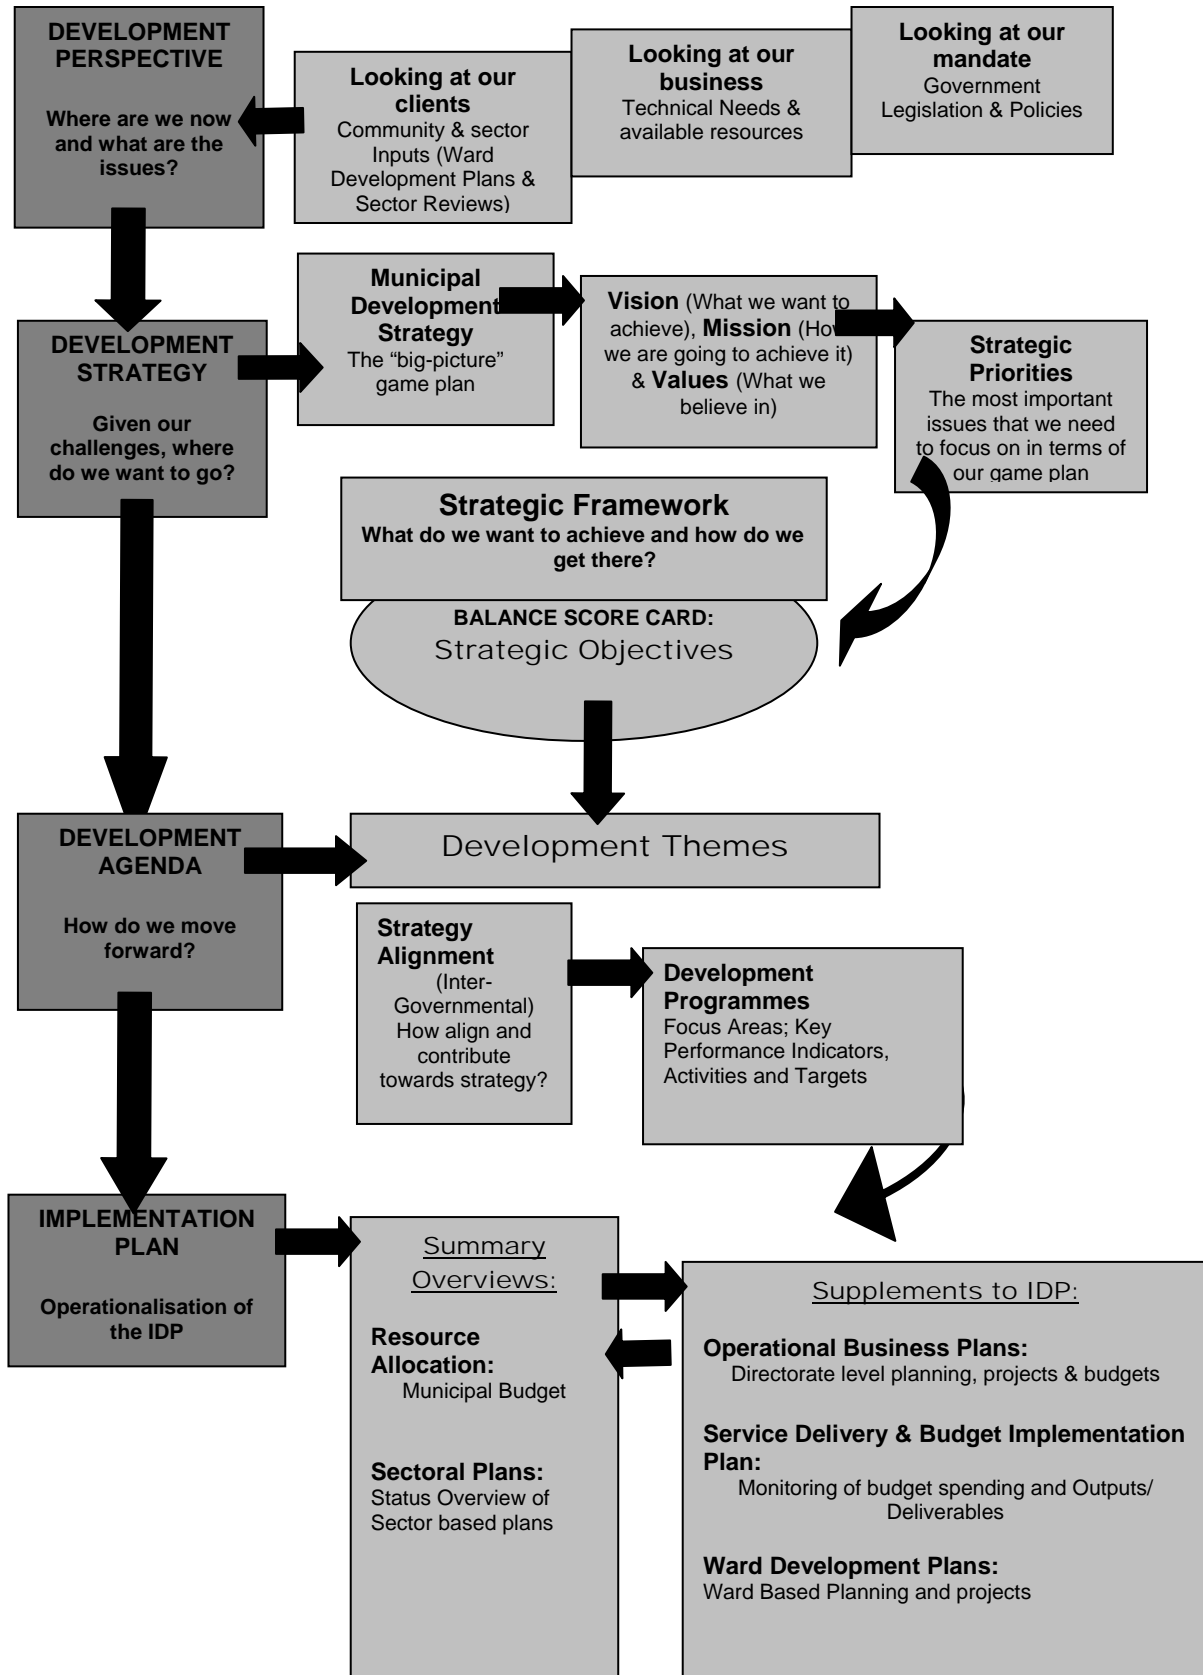 DEVELOPMENT
PERSPECTIVE
Where are we now
and what are the
issues?
Looking at our
clients
Community & sector
Inputs (Ward
Development Plans &
Sector Reviews)
Looking at our
business
Technical Needs &
available resources
Looking at our
mandate
Government
Legislation & Policies
DEVELOPMENT
STRATEGY
Given our
challenges, where
do we want to go?
Municipal
Development
Strategy
The “big-picture”
game plan
Vision (What we want to
achieve), Mission (How
we are going to achieve it)
& Values (What we
believe in)
Strategic
Priorities
The most important
issues that we need
to focus on in terms of
our game plan
Strategic Framework
What do we want to achieve and how do we
get there?
BALANCE SCORE CARD:
Strategic Objectives
DEVELOPMENT
AGENDA
How do we move
forward?
Development Themes
Strategy
Alignment
(Inter-
Governmental)
How align and
contribute
towards strategy?
Development
Programmes
Focus Areas; Key
Performance Indicators,
Activities and Targets
IMPLEMENTATION
PLAN
Operationalisation of
the IDP
Summary
Overviews:
Resource
Allocation:
Municipal Budget
Sectoral Plans:
Status Overview of
Sector based plans
Supplements to IDP:
Operational Business Plans:
Directorate level planning, projects & budgets
Service Delivery & Budget Implementation
Plan:
Monitoring of budget spending and Outputs/
Deliverables
Ward Development Plans:
Ward Based Planning and projects